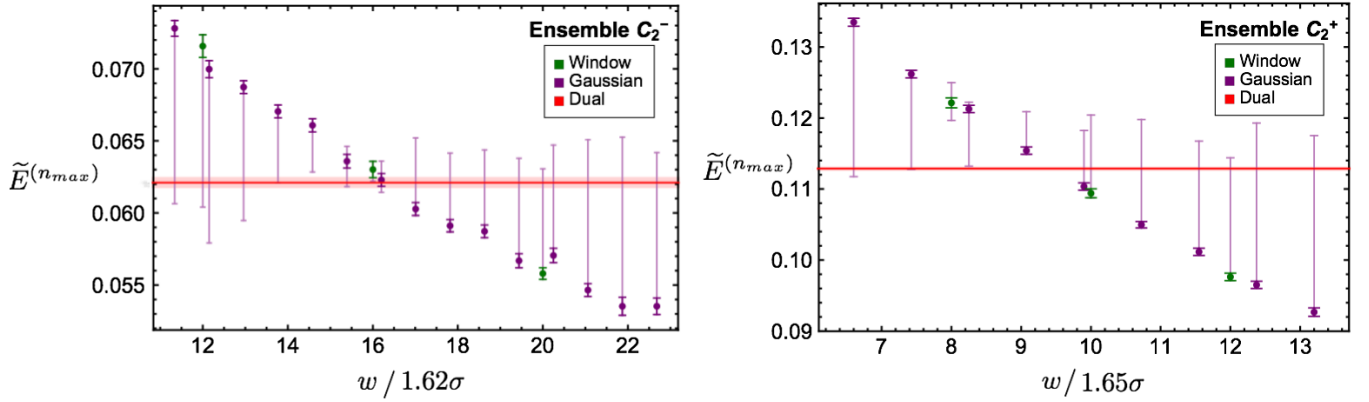 Ensemble C₂⁻
Window
Gaussian
Dual
0.070
0.065
0.060
0.055
Ẽ^(n_max)
12 14 16 18 20 22
w / 1.62σ
Ensemble C₂⁺
Window
Gaussian
Dual
0.13
0.12
0.11
0.10
0.09
Ẽ^(n_max)
7 8 9 10 11 12 13
w / 1.65σ